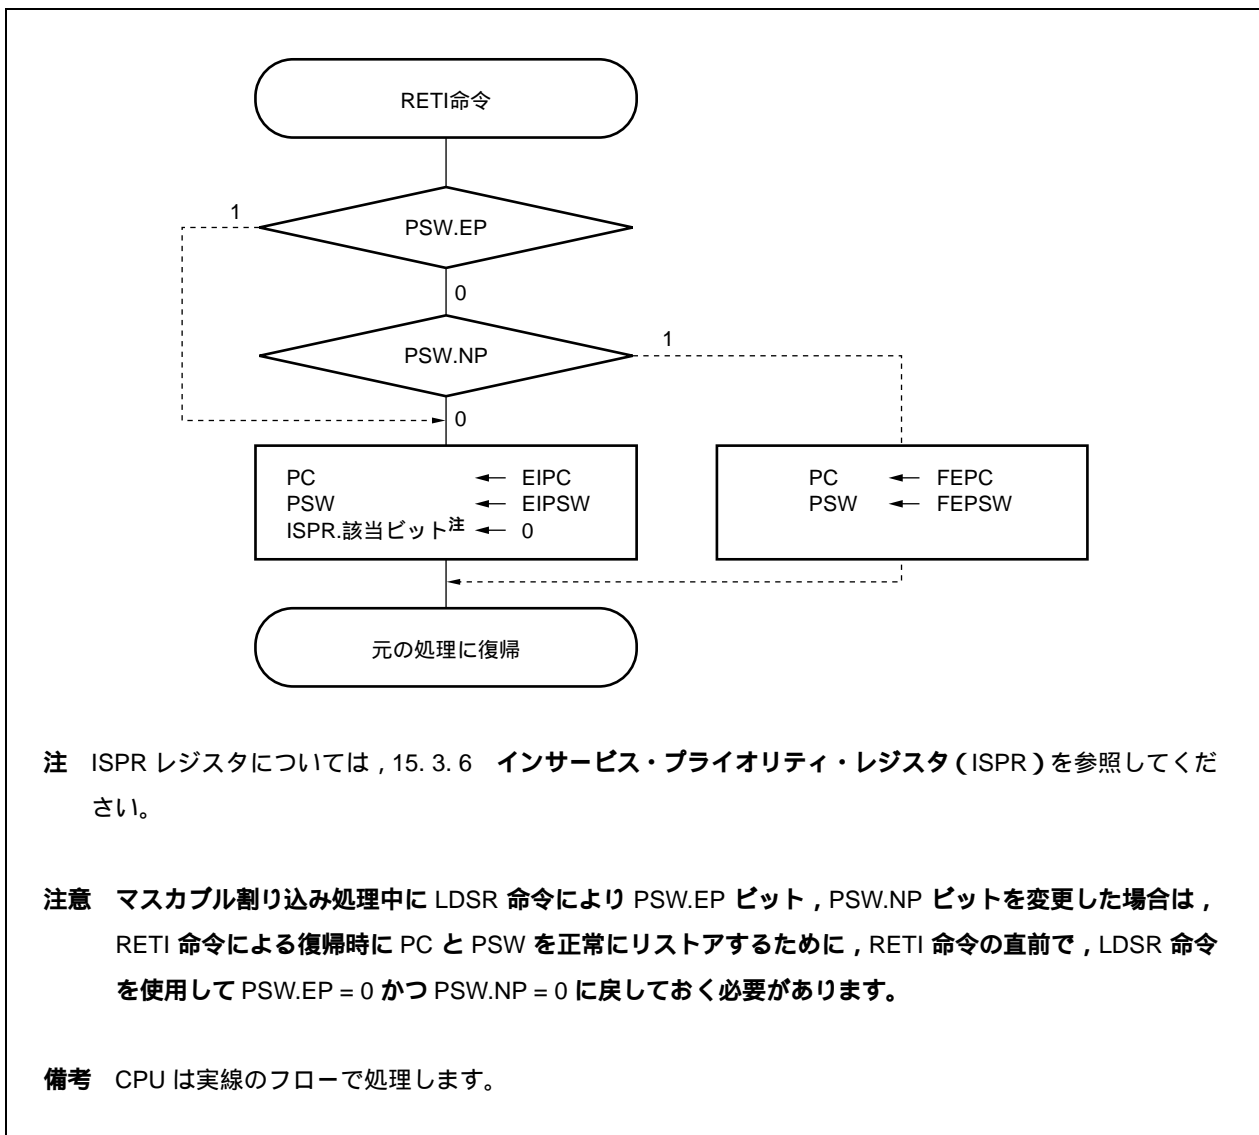 RETI命令
1
PSW.EP
0
1
PSW.NP
0
PC ← EIPC
PSW ← EIPSW
ISPR.該当ビット注 ← 0
PC ← FEPC
PSW ← FEPSW
元の処理に復帰
注 ISPR レジスタについては，15. 3. 6 インサービス・プライオリティ・レジスタ（ISPR）を参照してくだ
さい。
注意 マスカブル割り込み処理中に LDSR 命令により PSW.EP ビット，PSW.NP ビットを変更した場合は，
RETI 命令による復帰時に PC と PSW を正常にリストアするために，RETI 命令の直前で，LDSR 命令
を使用して PSW.EP = 0 かつ PSW.NP = 0 に戻しておく必要があります。
備考 CPU は実線のフローで処理します。